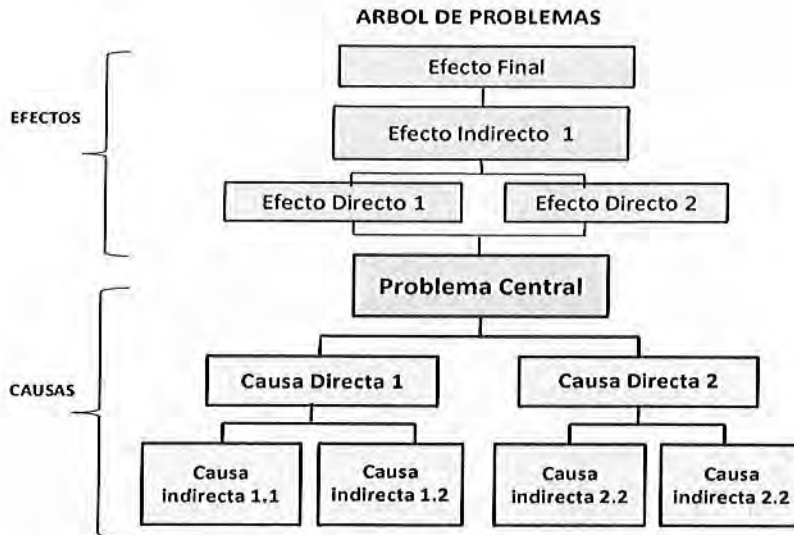 ARBOL DE PROBLEMAS
Efecto Final
EFECTOS
Efecto Indirecto 1
Efecto Directo 1
Efecto Directo 2
Problema Central
CAUSAS
Causa Directa 1
Causa Directa 2
Causa
indirecta 1.1
Causa
indirecta 1.2
Causa
indirecta 2.2
Causa
indirecta 2.2